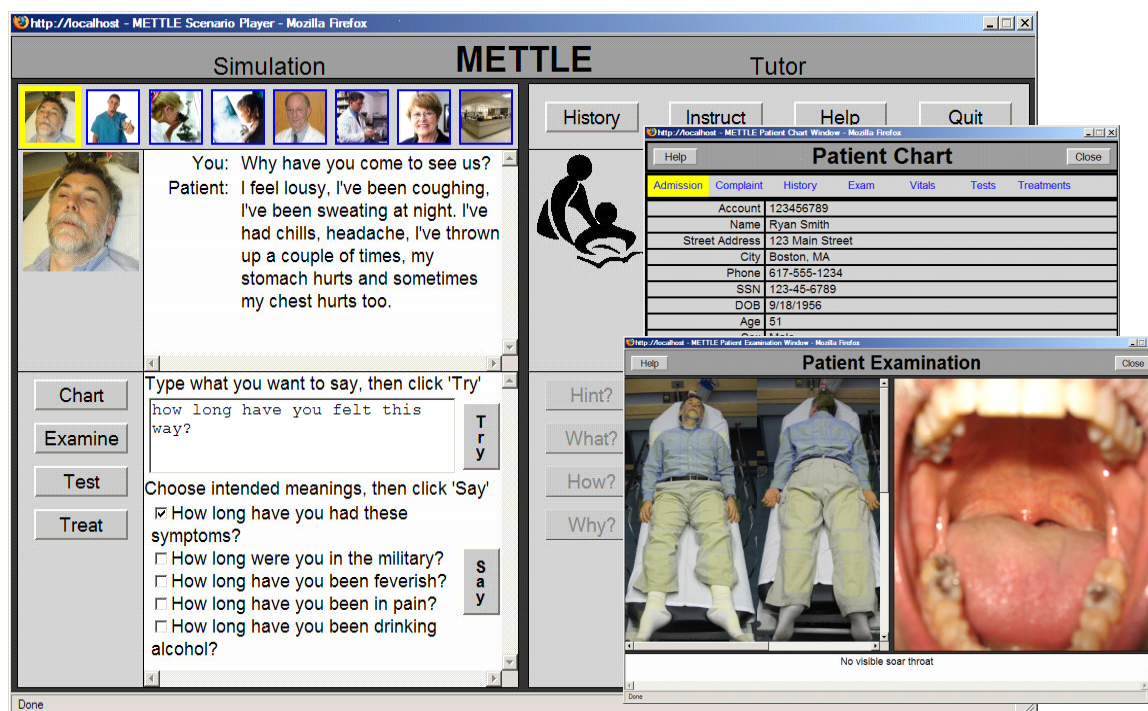 http://localhost - METTLE Scenario Player - Mozilla Firefox
Simulation
METTLE
Tutor
History
Instruct
Help
Quit
You: Why have you come to see us?
Patient: I feel lousy, I've been coughing,
I've been sweating at night. I've
had chills, headache, I've thrown
up a couple of times, my
stomach hurts and sometimes
my chest hurts too.
Chart
Examine
Test
Treat
Type what you want to say, then click 'Try'
how long have you felt this
way?
Try
Choose intended meanings, then click 'Say'
How long have you had these
symptoms?
How long were you in the military?
How long have you been feverish?
How long have you been in pain?
How long have you been drinking
alcohol?
Say
Hint?
What?
How?
Why?
Done
http://localhost - METTLE Patient Chart Window - Mozilla Firefox
Help
Patient Chart
Close
Admission Complaint History Exam Vitals Tests Treatments
Account 123456789
Name Ryan Smith
Street Address 123 Main Street
City Boston, MA
Phone 617-555-1234
SSN 123-45-6789
DOB 9/18/1956
Age 51
http://localhost - METTLE Patient Examination Window - Mozilla Firefox
Help
Patient Examination
Close
No visible soar throat
Done